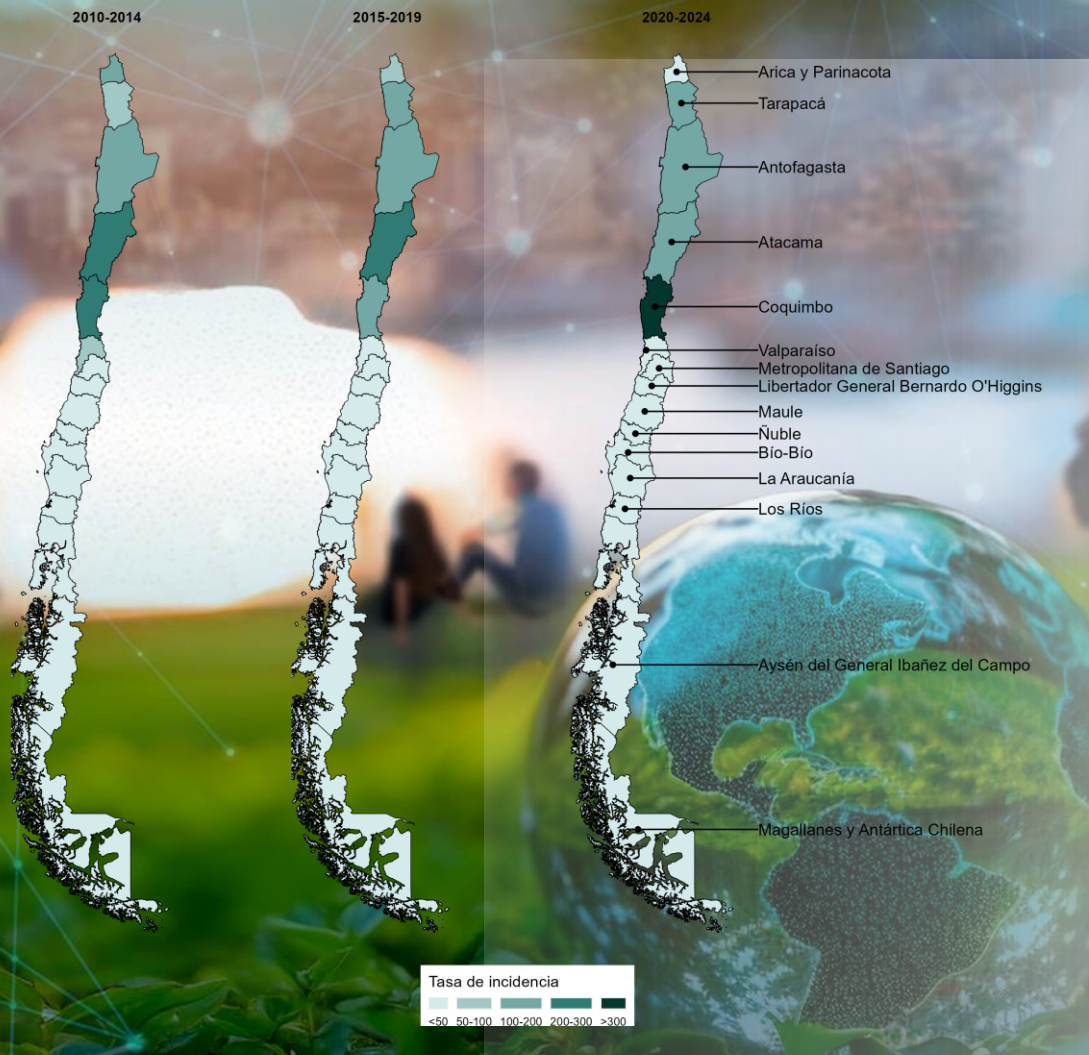 2010-2014
2015-2019
2020-2024
Arica y Parinacota
Tarapacá
Antofagasta
Atacama
Coquimbo
Valparaíso
Metropolitana de Santiago
Libertador General Bernardo O'Higgins
Maule
Ñuble
Bío-Bío
La Araucanía
Los Ríos
Aysén del General Ibañez del Campo
Magallanes y Antártica Chilena
Tasa de incidencia
<50 50-100 100-200 200-300 >300